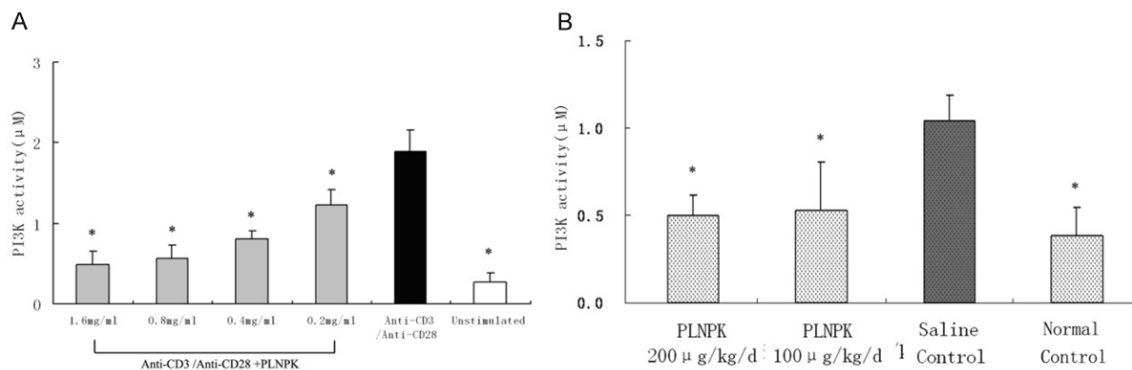 A
B
PI3K activity(μM)
3
2
1
0
*
*
*
*
*
1.6mg/ml
0.8mg/ml
0.4mg/ml
0.2mg/ml
Anti-CD3
/Anti-CD28
Unstimulated
Anti-CD3 /Anti-CD28 +PLNPK
PI3K activity(μM)
1.5
1.0
0.5
0.0
*
*
*
PLNPK
200μg/kg/d
PLNPK
100μg/kg/d
Saline
Control
Normal
Control